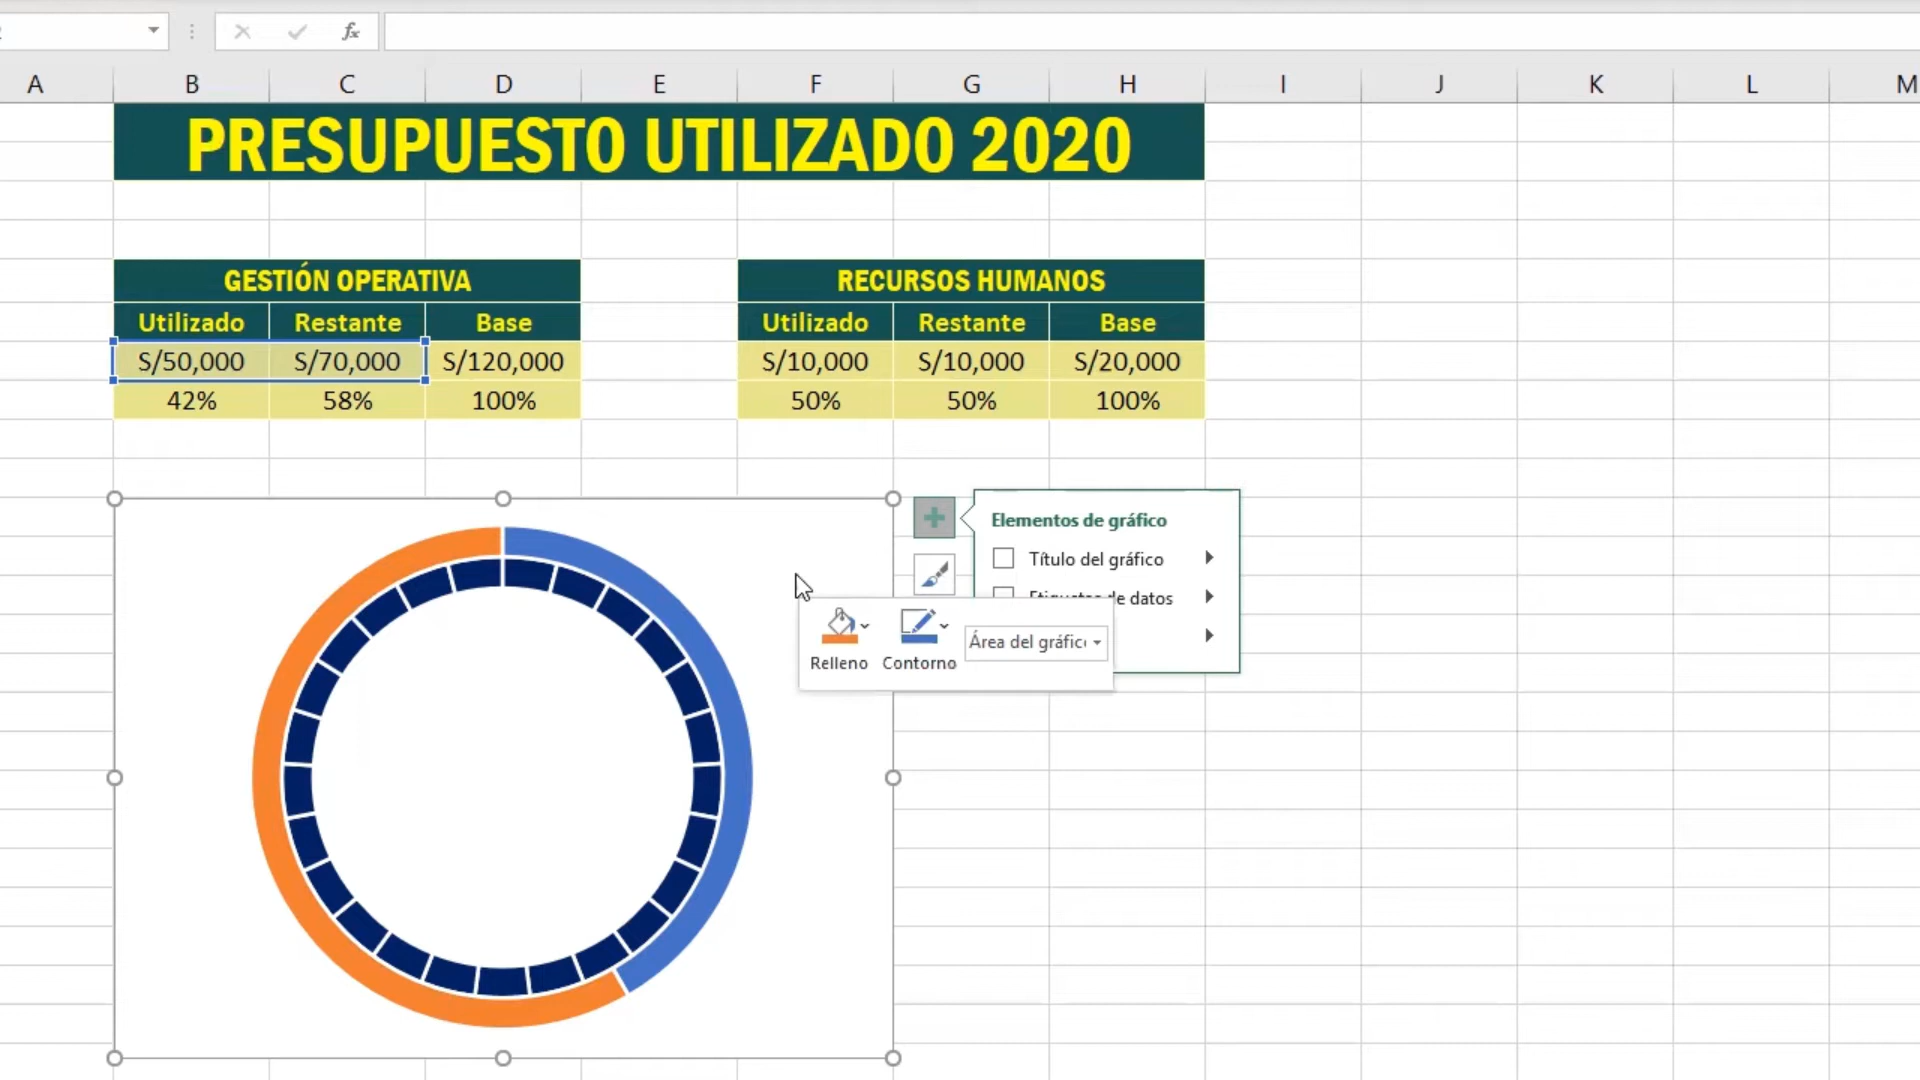 fx
A B C D E F G H I J K L M
PRESUPUESTO UTILIZADO 2020
GESTIÓN OPERATIVA
Utilizado Restante Base
S/50,000 S/70,000 S/120,000
42% 58% 100%
RECURSOS HUMANOS
Utilizado Restante Base
S/10,000 S/10,000 S/20,000
50% 50% 100%
Elementos de gráfico
Título del gráfico
de datos
Relleno
Contorno
Área del gráfic